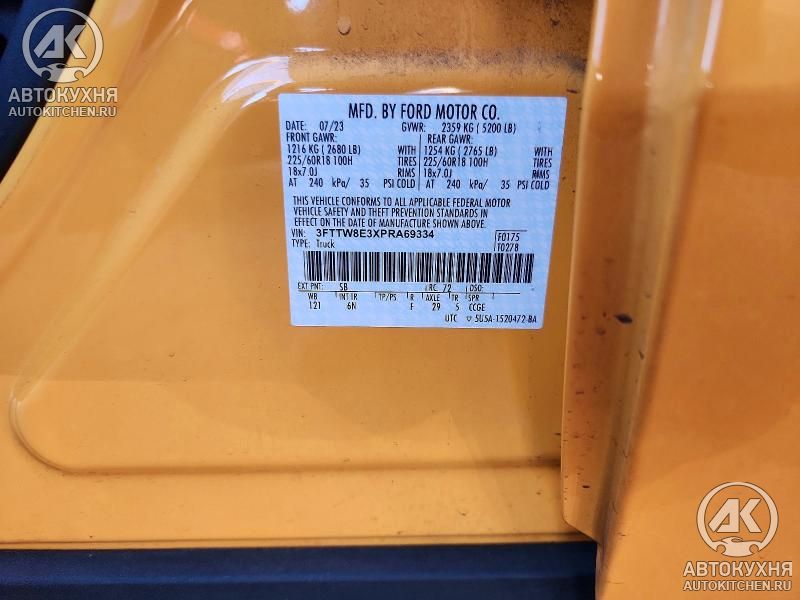 AK
АВТОКУХНЯ
AUTOKITCHEN.RU
MFD. BY FORD MOTOR CO.
DATE: 07/23 GVWR: 2359 KG ( 5200 LB)
FRONT GAWR: REAR GAWR:
1216 KG ( 2680 LB) WITH 1254 KG ( 2765 LB) WITH
225/60R18 100H TIRES 225/60R18 100H TIRES
18x7.0J RIMS 18x7.0J RIMS
AT 240 kPa/ 35 PSI COLD AT 240 kPa/ 35 PSI COLD
THIS VEHICLE CONFORMS TO ALL APPLICABLE FEDERAL MOTOR
VEHICLE SAFETY AND THEFT PREVENTION STANDARDS IN
EFFECT ON THE DATE OF MANUFACTURE SHOWN ABOVE.
VIN: 3FTTW8E3XPRA69334 F0175
TYPE: Truck T0278
EXT PNT: SB RC: 72 DSO:
WB INT TR TP/PS R AXLE TR SPR
121 6N F 29 5 CCGE
UTC ▽ 5U5A-1520472-BA
AK
АВТОКУХНЯ
AUTOKITCHEN.RU